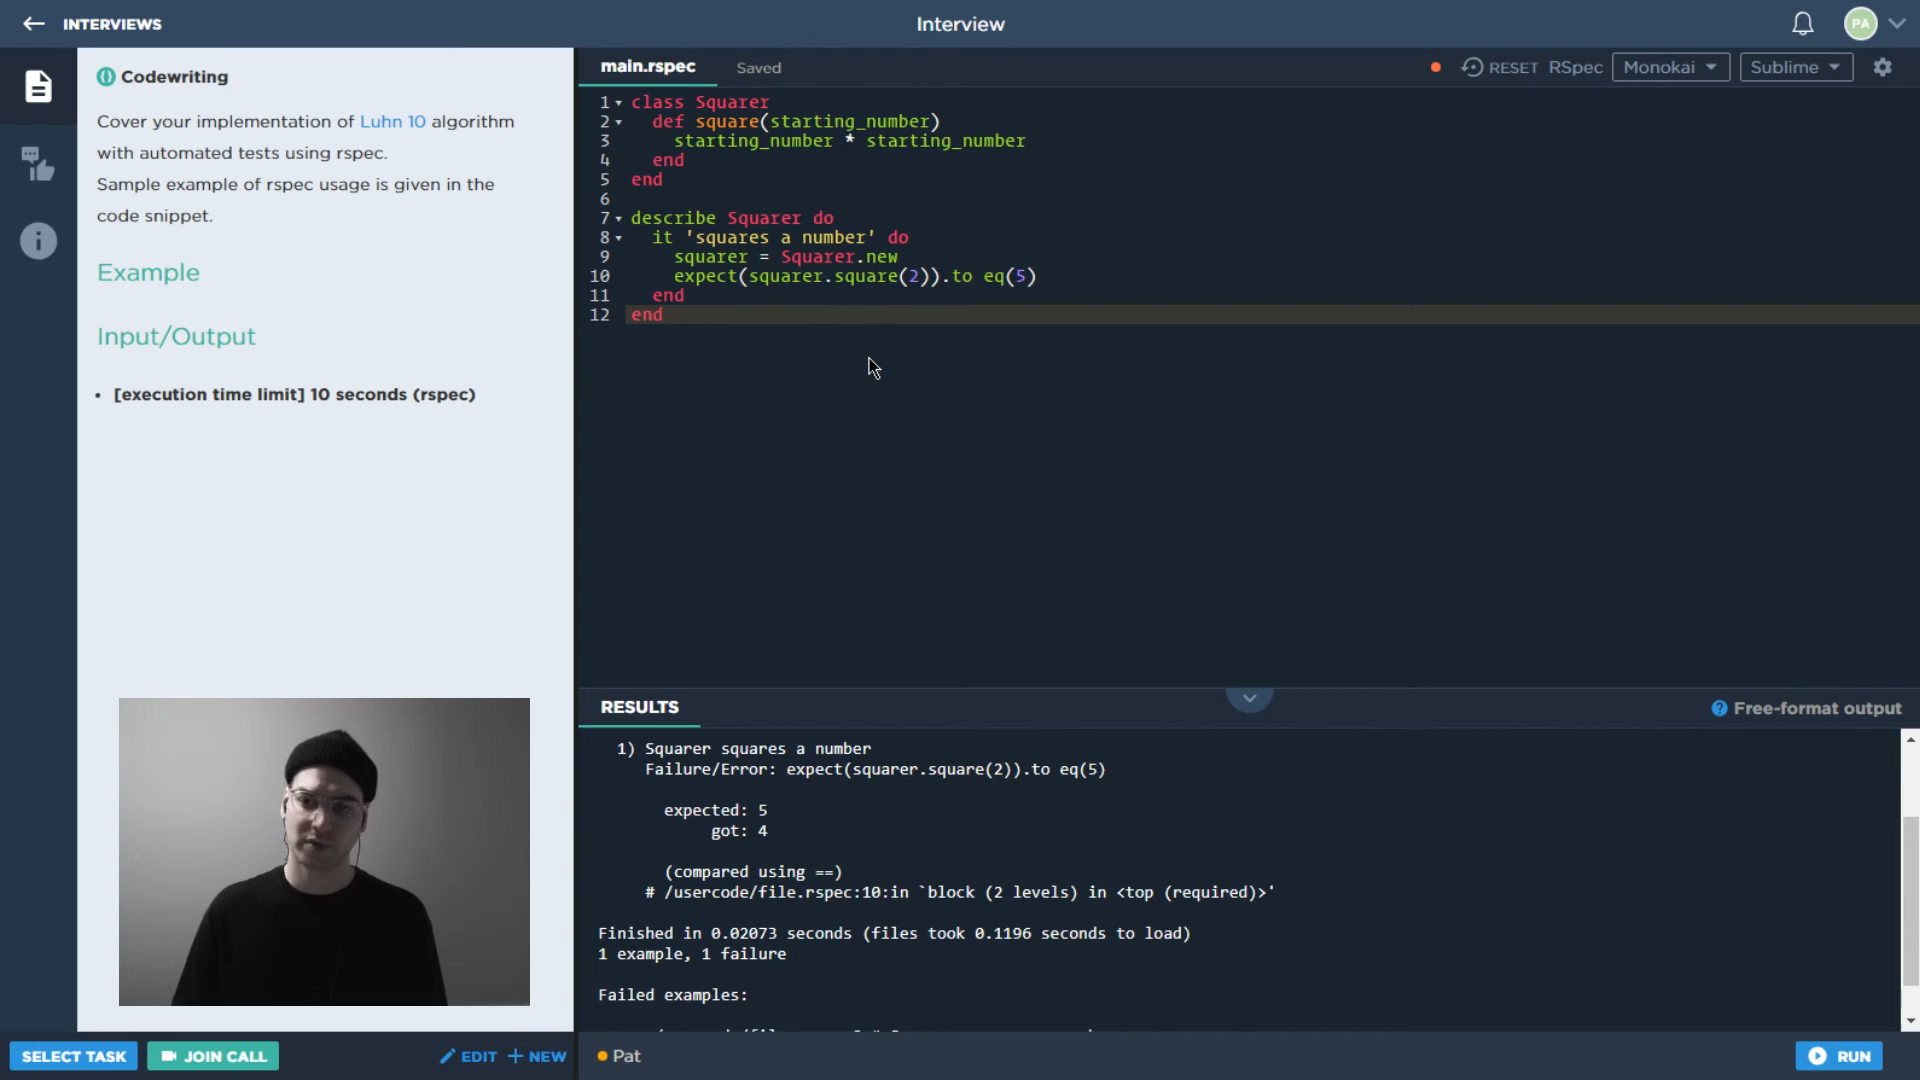 INTERVIEWS
Interview
PA
Codewriting
Cover your implementation of Luhn 10 algorithm
with automated tests using rspec.
Sample example of rspec usage is given in the
code snippet.
Example
Input/Output
• [execution time limit] 10 seconds (rspec)
main.rspec
Saved
RESET
RSpec
Monokai
Sublime
1 class Squarer
2   def square(starting_number)
3     starting_number * starting_number
4   end
5 end
6
7 describe Squarer do
8   it 'squares a number' do
9     squarer = Squarer.new
10     expect(squarer.square(2)).to eq(5)
11   end
12 end
RESULTS
Free-format output
1) Squarer squares a number
Failure/Error: expect(squarer.square(2)).to eq(5)
expected: 5
got: 4
(compared using ==)
# /usercode/file.rspec:10:in `block (2 levels) in <top (required)>'
Finished in 0.02073 seconds (files took 0.1196 seconds to load)
1 example, 1 failure
Failed examples:
SELECT TASK
JOIN CALL
EDIT
+ NEW
Pat
RUN